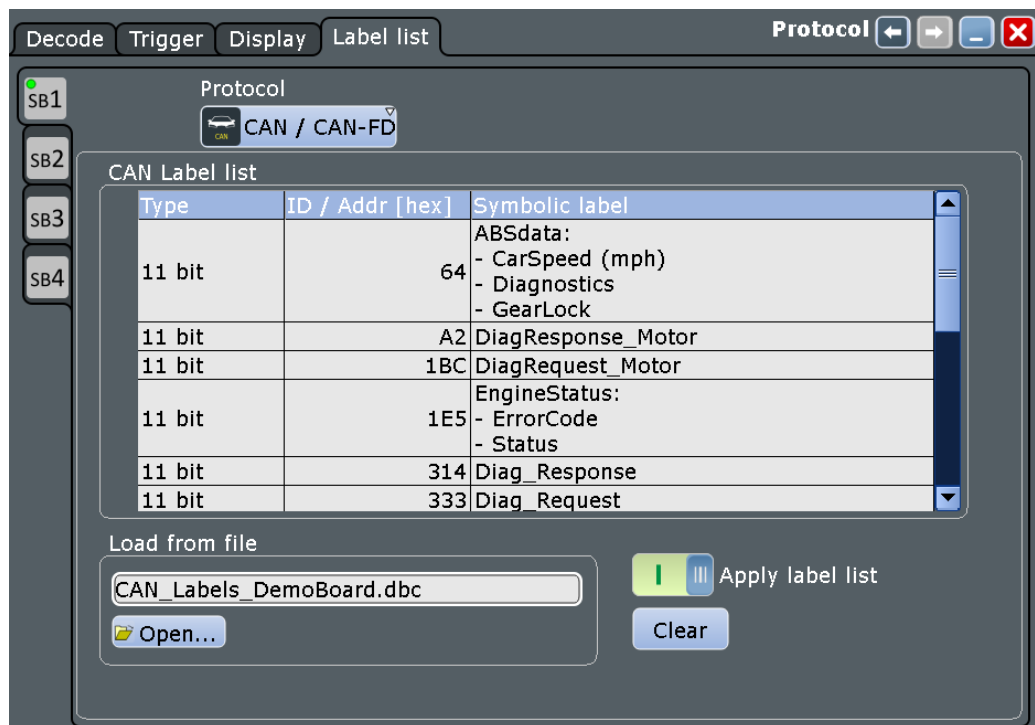 Decode Trigger Display Label list Protocol
SB1
SB2
SB3
SB4
Protocol
CAN CAN / CAN-FD
CAN Label list
Type ID / Addr [hex] Symbolic label
11 bit 64 ABSdata:
- CarSpeed (mph)
- Diagnostics
- GearLock
11 bit A2 DiagResponse_Motor
11 bit 1BC DiagRequest_Motor
11 bit 1E5 EngineStatus:
- ErrorCode
- Status
11 bit 314 Diag_Response
11 bit 333 Diag_Request
Load from file
CAN_Labels_DemoBoard.dbc
Open...
Apply label list
Clear